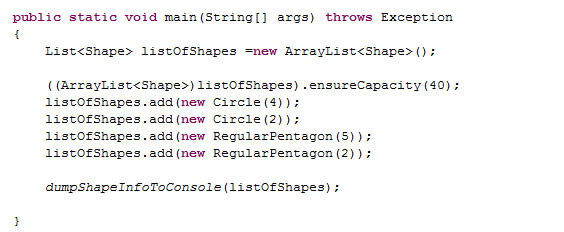 public static void main(String[] args) throws Exception
{
List<Shape> listOfShapes =new ArrayList<Shape>();
((ArrayList<Shape>)listOfShapes).ensureCapacity(40);
listOfShapes.add(new Circle(4));
listOfShapes.add(new Circle(2));
listOfShapes.add(new RegularPentagon(5));
listOfShapes.add(new RegularPentagon(2));
dumpShapeInfoToConsole(listOfShapes);
}